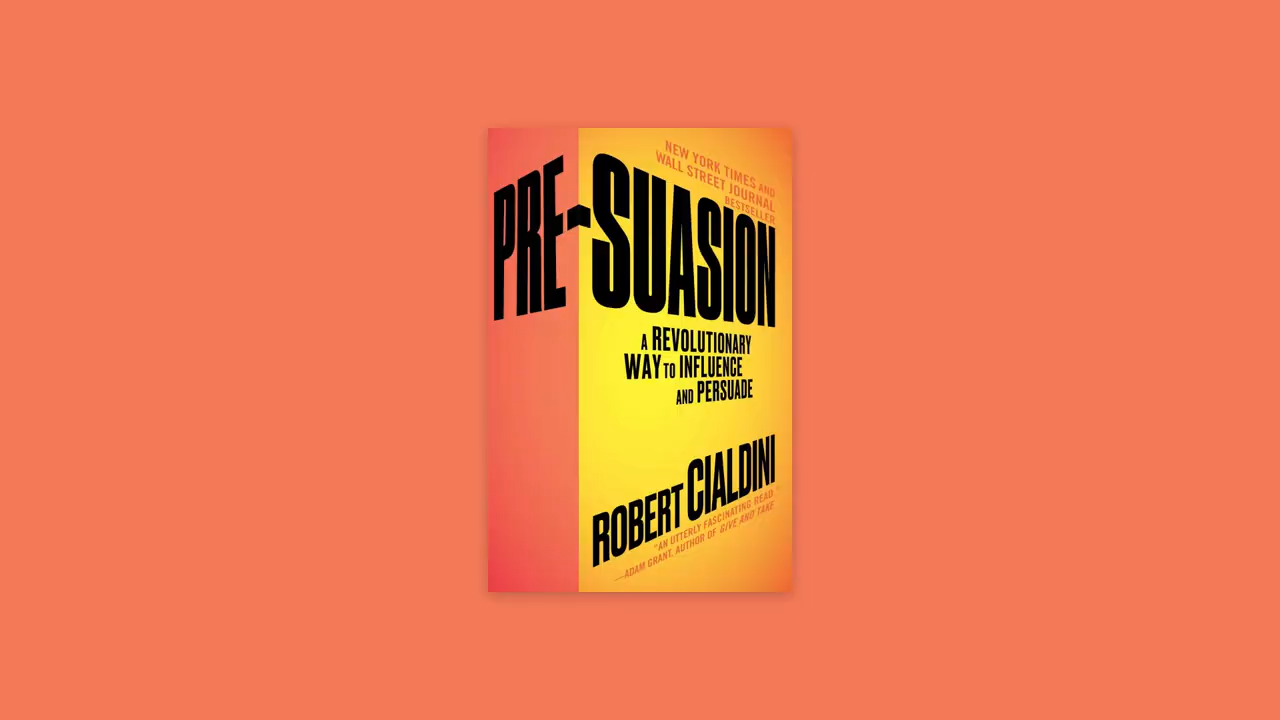 NEW YORK TIMES AND
WALL STREET JOURNAL
BESTSELLER
PRE-SUASION
A REVOLUTIONARY
WAY TO INFLUENCE
AND PERSUADE
ROBERT CIALDINI
"AN UTTERLY FASCINATING READ."
—ADAM GRANT, AUTHOR OF GIVE AND TAKE